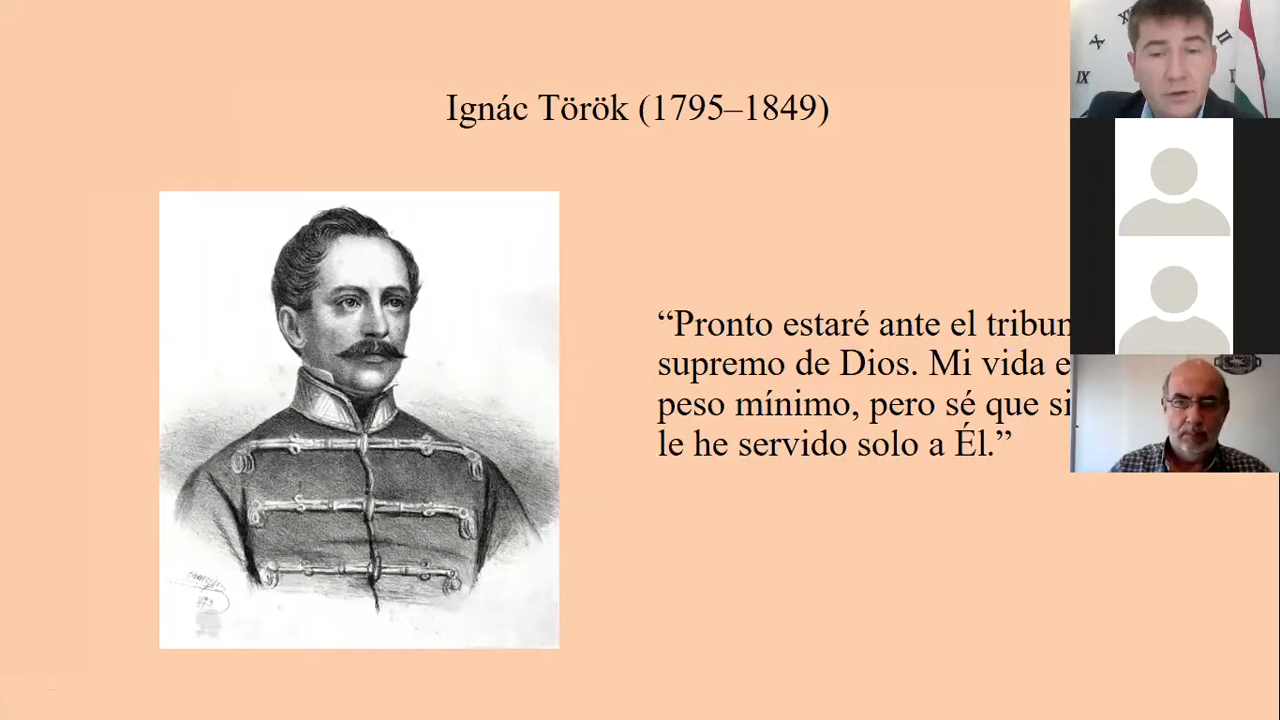 Ignác Török (1795–1849)
“Pronto estaré ante el
supremo de Dios. Mi vida
peso mínimo, pero sé que
le he servido solo a Él.”
X
IX